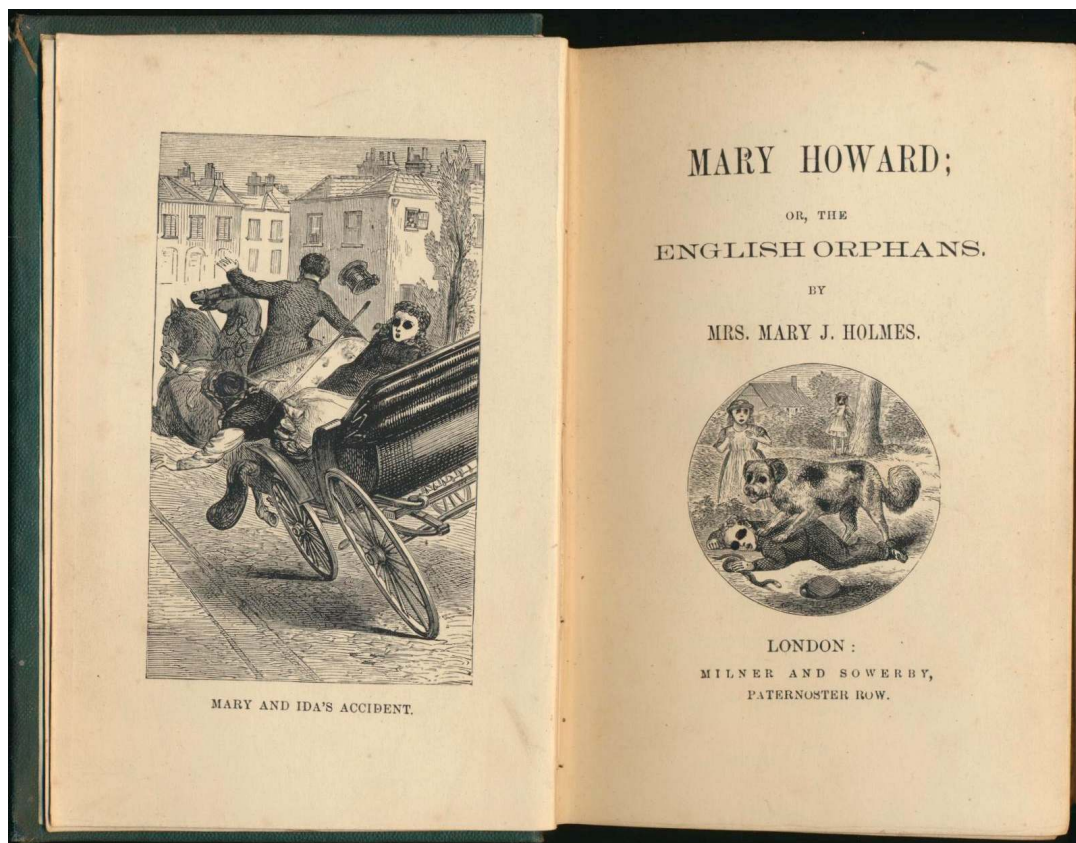 MARY AND IDA'S ACCIDENT.
MARY HOWARD;
OR, THE
ENGLISH ORPHANS.
BY
MRS. MARY J. HOLMES.
LONDON:
MILNER AND SOWERBY,
PATERNOSTER ROW.